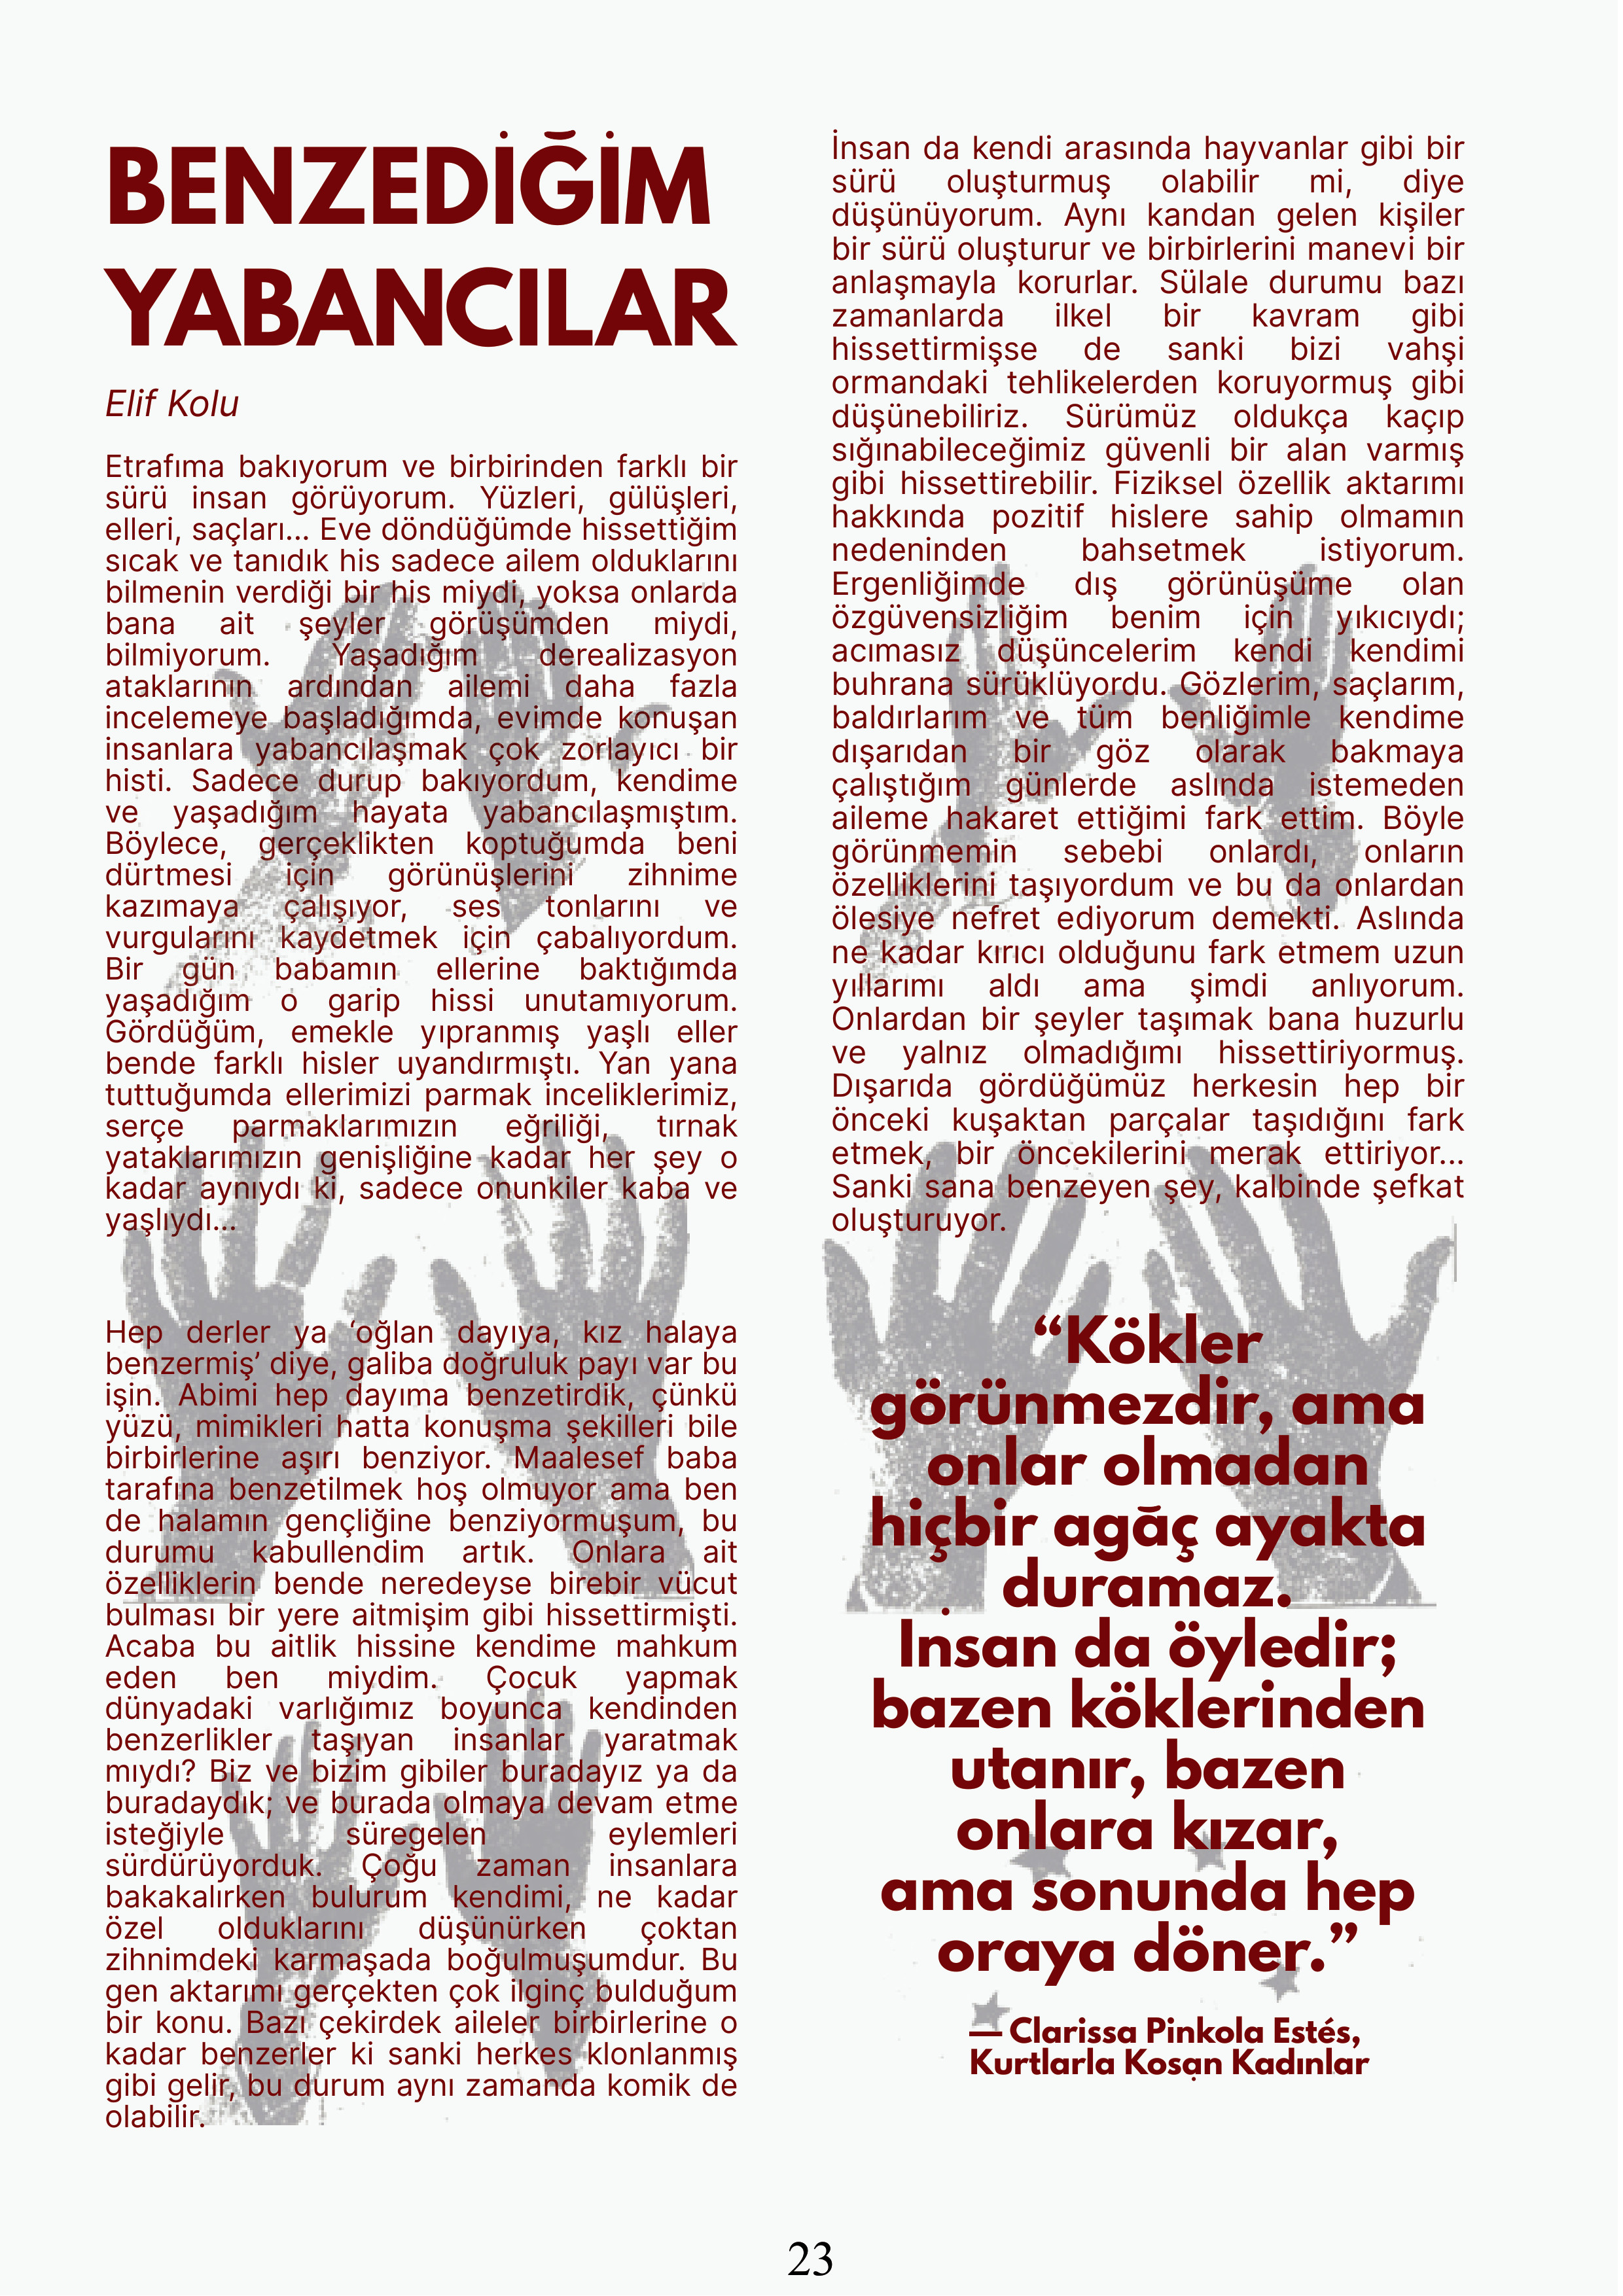 BENZEDİĞİM
YABANCILAR
Elif Kolu
Etrafıma bakıyorum ve birbirinden farklı bir
sürü insan görüyorum. Yüzleri, gülüşleri,
elleri, saçları... Eve döndüğümde hissettiğim
sıcak ve tanıdık his sadece ailem olduklarını
bilmenin verdiği bir his miydi, yoksa onlarda
bana ait şeyler görüşümden miydi,
bilmiyorum. Yaşadığım derealizasyon
ataklarının ardından ailemi daha fazla
incelemeye başladığımda, evimde konuşan
insanlara yabancılaşmak çok zorlayıcı bir
histi. Sadece durup bakıyordum, kendime
ve yaşadığım hayata yabancılaşmıştım.
Böylece, gerçeklikten koptuğumda beni
dürtmesi için görünüşlerini zihnime
kazımaya çalışıyor, ses tonlarını ve
vurgularını kaydetmek için çabalıyordum.
Bir gün babamın ellerine baktığımda
yaşadığım o garip hissi unutamıyorum.
Gördüğüm, emekle yıpranmış yaşlı eller
bende farklı hisler uyandırmıştı. Yan yana
tuttuğumda ellerimizi parmak inceliklerimiz,
serçe parmaklarımızın eğriliği, tırnak
yataklarımızın genişliğine kadar her şey o
kadar aynıydı ki, sadece onunkiler kaba ve
yaşlıydı...
Hep derler ya ‘oğlan dayıya, kız halaya
benzermiş’ diye, galiba doğruluk payı var bu
işin. Abimi hep dayıma benzetirdik, çünkü
yüzü, mimikleri hatta konuşma şekilleri bile
birbirlerine aşırı benziyor. Maalesef baba
tarafına benzetilmek hoş olmuyor ama ben
de halamın gençliğine benziyormuşum, bu
durumu kabullendim artık. Onlara ait
özelliklerin bende neredeyse birebir vücut
bulması bir yere aitmişim gibi hissettirmişti.
Acaba bu aitlik hissine kendime mahkum
eden ben miydim. Çocuk yapmak
dünyadaki varlığımız boyunca kendinden
benzerlikler taşıyan insanlar yaratmak
mıydı? Biz ve bizim gibiler buradayız ya da
buradaydık; ve burada olmaya devam etme
isteğiyle süregelen eylemleri
sürdürüyorduk. Çoğu zaman insanlara
bakakalırken bulurum kendimi, ne kadar
özel olduklarını düşünürken çoktan
zihnimdeki karmaşada boğulmuşumdur. Bu
gen aktarımı gerçekten çok ilginç bulduğum
bir konu. Bazı çekirdek aileler birbirlerine o
kadar benzerler ki sanki herkes klonlanmış
gibi gelir, bu durum aynı zamanda komik de
olabilir.
İnsan da kendi arasında hayvanlar gibi bir
sürü oluşturmuş olabilir mi, diye
düşünüyorum. Aynı kandan gelen kişiler
bir sürü oluşturur ve birbirlerini manevi bir
anlaşmayla korurlar. Sülale durumu bazı
zamanlarda ilkel bir kavram gibi
hissettirmişse de sanki bizi vahşi
ormandaki tehlikelerden koruyormuş gibi
düşünebiliriz. Sürümüz oldukça kaçıp
sığınabileceğimiz güvenli bir alan varmış
gibi hissettirebilir. Fiziksel özellik aktarımı
hakkında pozitif hislere sahip olmamın
nedeninden bahsetmek istiyorum.
Ergenliğimde dış görünüşüme olan
özgüvensizliğim benim için yıkıcıydı;
acımasız düşüncelerim kendi kendimi
buhrana sürüklüyordu. Gözlerim, saçlarım,
baldırlarım ve tüm benliğimle kendime
dışarıdan bir göz olarak bakmaya
çalıştığım günlerde aslında istemeden
aileme hakaret ettiğimi fark ettim. Böyle
görünmemin sebebi onlardı, onların
özelliklerini taşıyordum ve bu da onlardan
ölesiye nefret ediyorum demekti. Aslında
ne kadar kırıcı olduğunu fark etmem uzun
yıllarımı aldı ama şimdi anlıyorum.
Onlardan bir şeyler taşımak bana huzurlu
ve yalnız olmadığımı hissettiriyormuş.
Dışarıda gördüğümüz herkesin hep bir
önceki kuşaktan parçalar taşıdığını fark
etmek, bir öncekilerini merak ettiriyor...
Sanki sana benzeyen şey, kalbinde şefkat
oluşturuyor.
“Kökler
görünmezdir, ama
onlar olmadan
hiçbir ağaç ayakta
duramaz.
İnsan da öyledir;
bazen köklerinden
utanır, bazen
onlara kızar,
ama sonunda hep
oraya döner.”
— Clarissa Pinkola Estés,
Kurtlarla Koşan Kadınlar
23